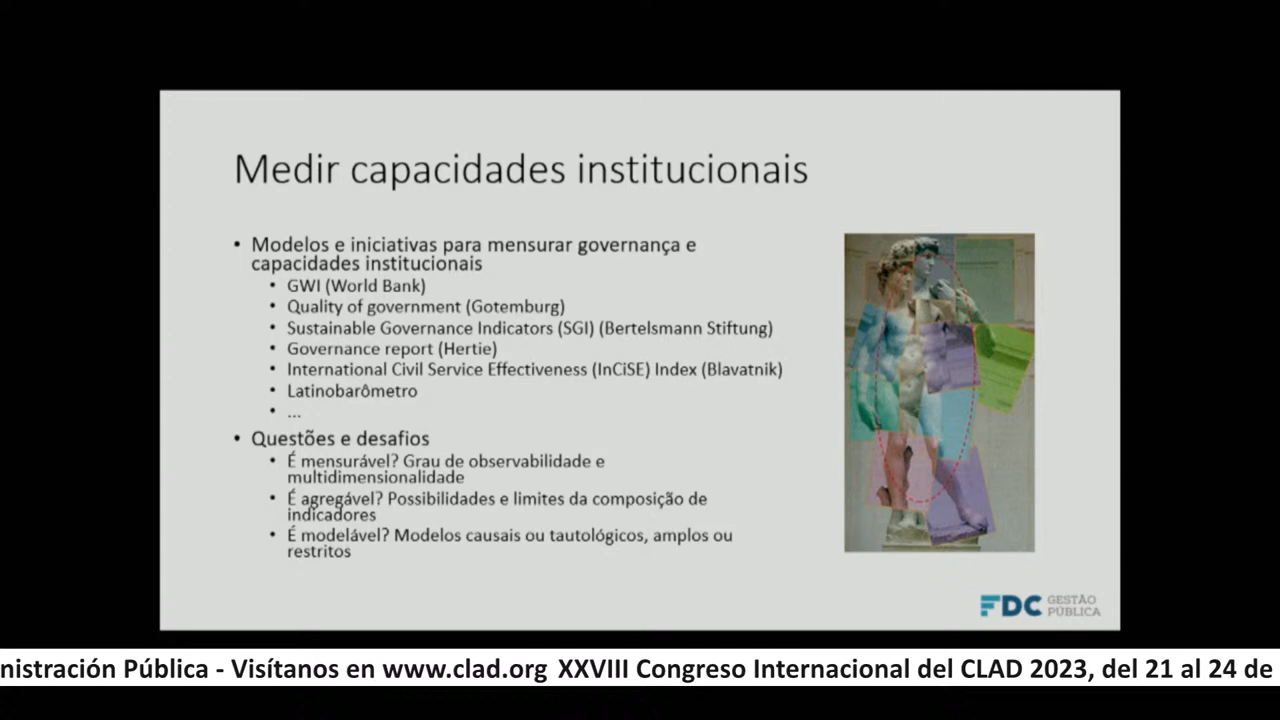 Medir capacidades institucionais
• Modelos e iniciativas para mensurar governança e
capacidades institucionais
• GWI (World Bank)
• Quality of government (Gotemburg)
• Sustainable Governance Indicators (SGI) (Bertelsmann Stiftung)
• Governance report (Hertie)
• International Civil Service Effectiveness (InCiSE) Index (Blavatnik)
• Latinobarômetro
• ...
• Questões e desafios
• É mensurável? Grau de observabilidade e
multidimensionalidade
• É agregável? Possibilidades e limites da composição de
indicadores
• É modelável? Modelos causais ou tautológicos, amplos ou
restritos
FDC GESTÃO
PÚBLICA
nistración Pública - Visítanos en www.clad.org XXVIII Congreso Internacional del CLAD 2023, del 21 al 24 de